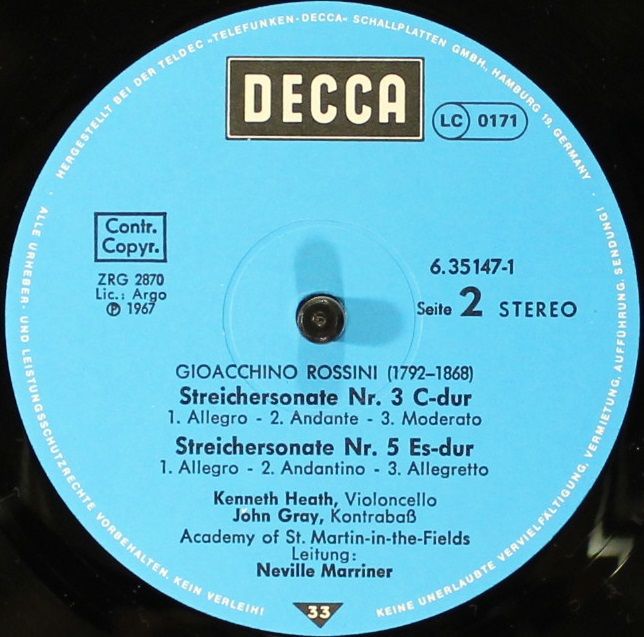 HERGESTELLT BEI DER TELDEC »TELEFUNKEN-DECCA« SCHALLPLATTEN GMBH., HAMBURG 19, GERMANY
DECCA
LC 0171
Contr.
Copyr.
ZRG 2870
Lic.: Argo
℗ 1967
6.35147-1
Seite 2 STEREO
GIOACCHINO ROSSINI (1792–1868)
Streichersonate Nr. 3 C-dur
1. Allegro - 2. Andante - 3. Moderato
Streichersonate Nr. 5 Es-dur
1. Allegro - 2. Andantino - 3. Allegretto
Kenneth Heath, Violoncello
John Gray, Kontrabaß
Academy of St. Martin-in-the-Fields
Leitung:
Neville Marriner
33
· ALLE URHEBER- UND LEISTUNGSSCHUTZRECHTE VORBEHALTEN. KEIN VERLEIH!
KEINE UNERLAUBTE VERVIELFÄLTIGUNG, VERMIETUNG, AUFFÜHRUNG, SENDUNG! ·